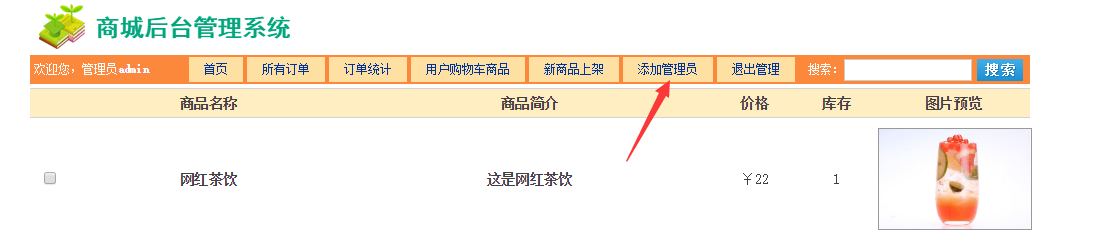 商城后台管理系统
欢迎您，管理员admin 首页 所有订单 订单统计 用户购物车商品 新商品上架 添加管理员 退出管理 搜索： 搜索
商品名称 商品简介 价格 库存 图片预览
网红茶饮 这是网红茶饮 ￥22 1